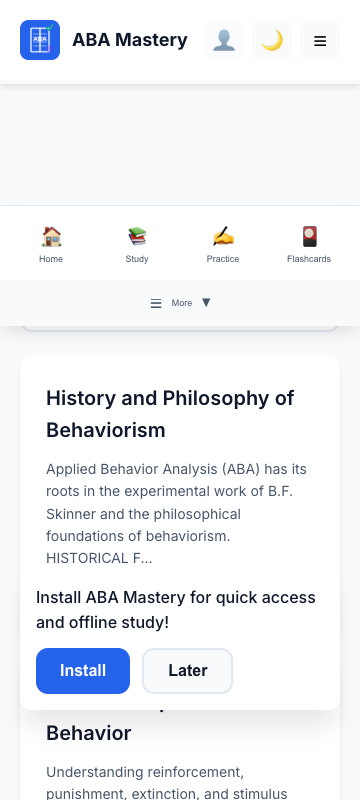 ABA
ABA Mastery
Home
Study
Practice
Flashcards
More
History and Philosophy of
Behaviorism
Applied Behavior Analysis (ABA) has its
roots in the experimental work of B.F.
Skinner and the philosophical
foundations of behaviorism.
HISTORICAL F...
Install ABA Mastery for quick access
and offline study!
Install
Later
Behavior
Understanding reinforcement,
punishment, extinction, and stimulus